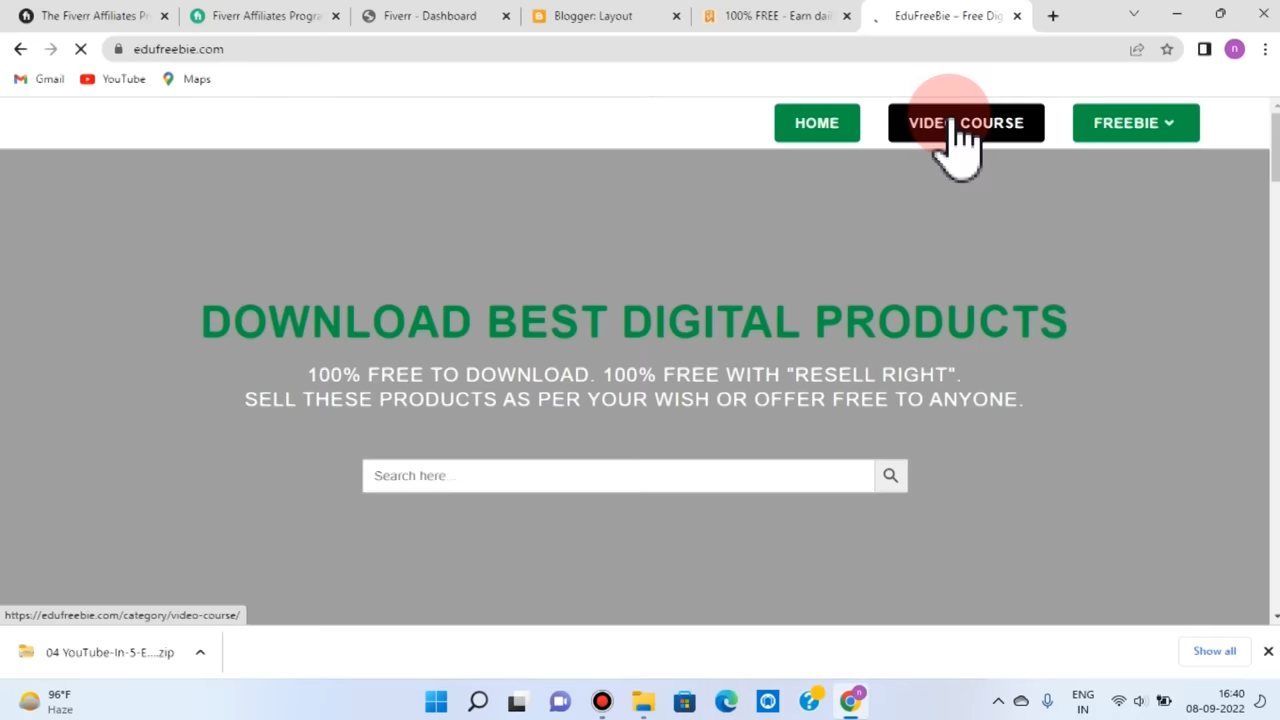 The Fiverr Affiliates Pr
Fiverr Affiliates Progra
Fiverr - Dashboard
Blogger: Layout
100% FREE - Earn dail
EduFreeBie – Free Dig
edufreebie.com
n
Gmail
YouTube
Maps
HOME
VIDEO COURSE
FREEBIE
DOWNLOAD BEST DIGITAL PRODUCTS
100% FREE TO DOWNLOAD. 100% FREE WITH "RESELL RIGHT".
SELL THESE PRODUCTS AS PER YOUR WISH OR OFFER FREE TO ANYONE.
Search here...
https://edufreebie.com/category/video-course/
04 YouTube-In-5-E....zip
Show all
96°F
Haze
ENG
IN
16:40
08-09-2022